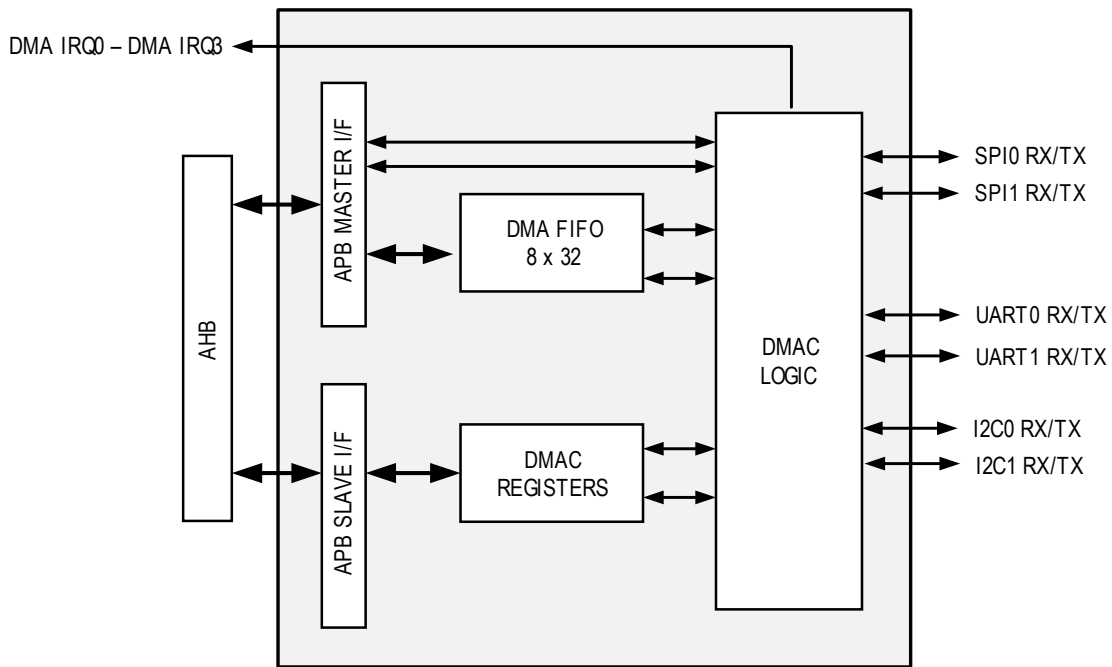 DMA IRQ0 – DMA IRQ3
APB MASTER I/F
SPI0 RX/TX
SPI1 RX/TX
DMA FIFO
8 x 32
AHB
DMAC
LOGIC
UART0 RX/TX
UART1 RX/TX
APB SLAVE I/F
DMAC
REGISTERS
I2C0 RX/TX
I2C1 RX/TX